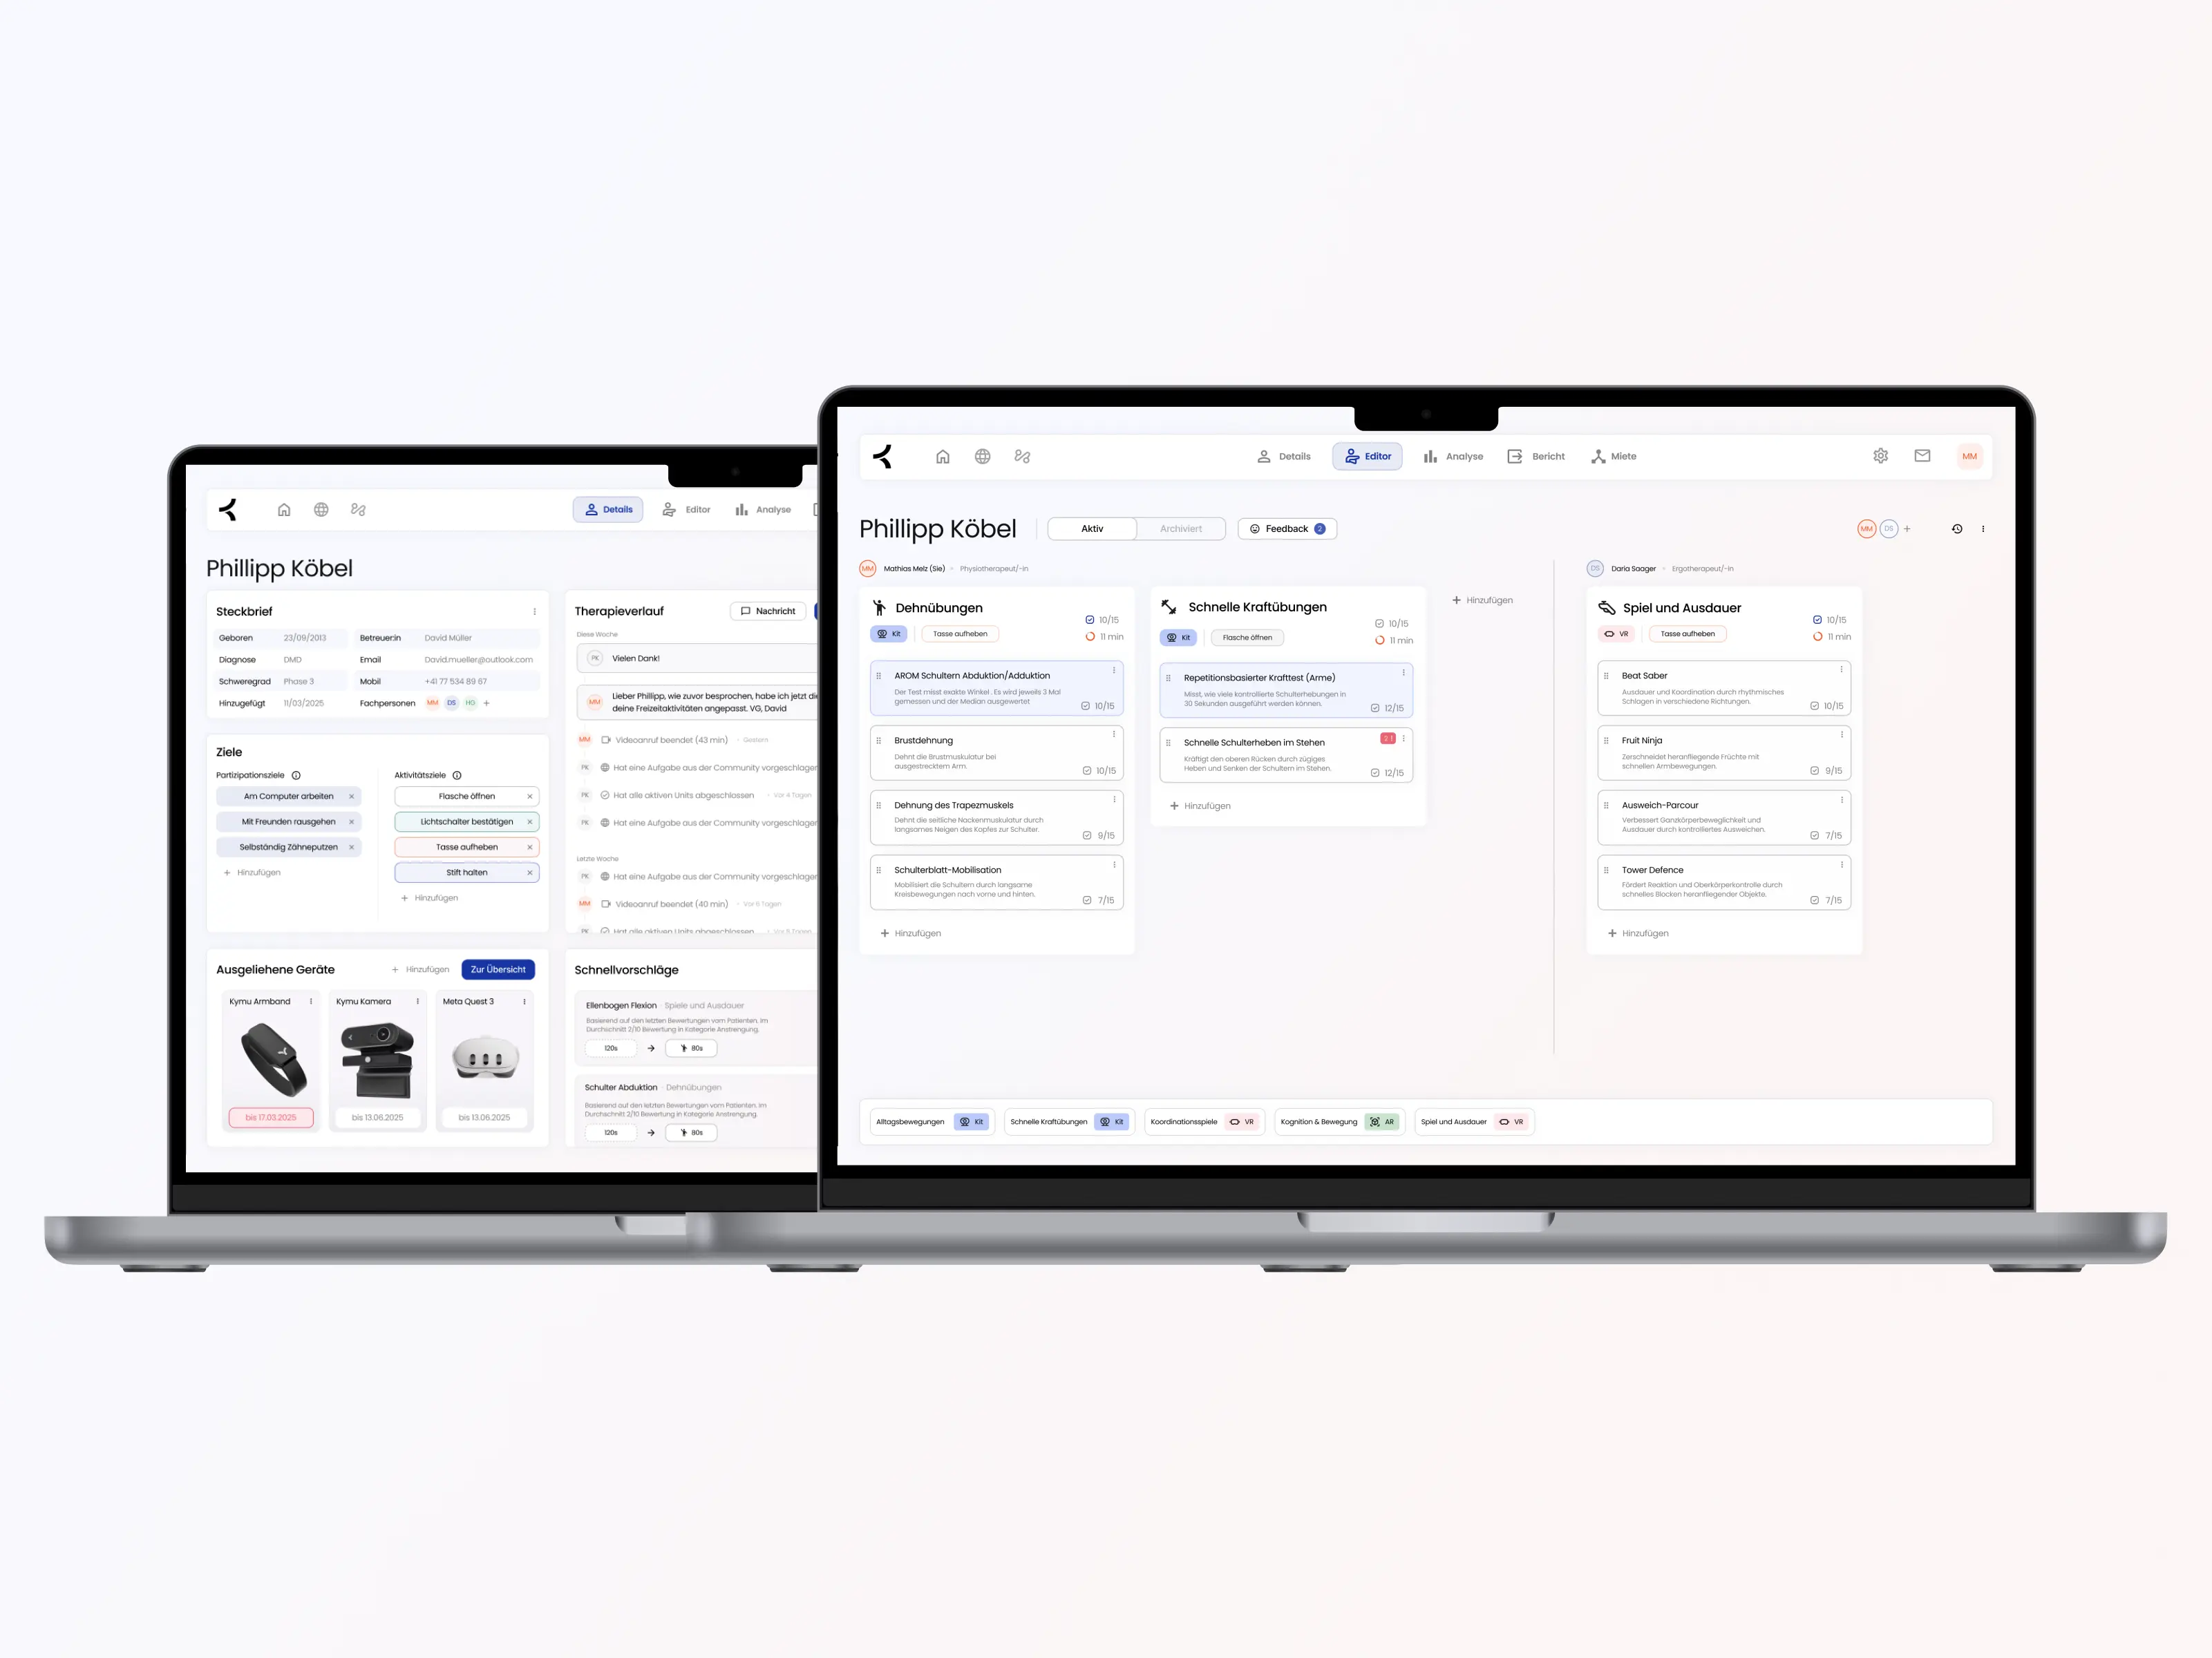 Details
Editor
Analyse
Phillipp Köbel
Steckbrief
Geboren 23/09/2013 Betreuer:in David Müller
Diagnose DMD Email David.mueller@outlook.com
Schweregrad Phase 3 Mobil +41 77 534 89 67
Hinzugefügt 11/03/2025 Fachpersonen MM DS HD +
Ziele
Partizipationsziele
Am Computer arbeiten ×
Mit Freunden rausgehen ×
Selbständig Zähneputzen ×
+ Hinzufügen
Aktivitätsziele
Flasche öffnen ×
Lichtschalter bestätigen ×
Tasse aufheben ×
Stift halten ×
+ Hinzufügen
Ausgeliehene Geräte + Hinzufügen Zur Übersicht
Kymu Armband
bis 17.03.2025
Kymu Kamera
bis 13.06.2025
Meta Quest 3
bis 13.06.2025
Therapieverlauf Nachricht
Diese Woche
PK Vielen Dank!
MM Lieber Phillipp, wie zuvor besprochen, habe ich jetzt die
deine Freizeitaktivitäten angepasst. VG, David
MM Videoanruf beendet (43 min) • Gestern
PK Hat eine Aufgabe aus der Community vorgeschlagen
PK Hat alle aktiven Units abgeschlossen • Vor 4 Tagen
PK Hat eine Aufgabe aus der Community vorgeschlagen
Letzte Woche
PK Hat eine Aufgabe aus der Community vorgeschlagen
MM Videoanruf beendet (40 min) • Vor 6 Tagen
PK Hat alle aktiven Units abgeschlossen
Schnellvorschläge
Ellenbogen Flexion · Spiele und Ausdauer
Basierend auf den letzten Bewertungen vom Patienten. Im
Durchschnitt 2/10 Bewertung in Kategorie Anstrengung.
120s → 80s
Schulter Abduktion · Dehnübungen
Basierend auf den letzten Bewertungen vom Patienten. Im
Durchschnitt 2/10 Bewertung in Kategorie Anstrengung.
120s → 80s
Details
Editor
Analyse
Bericht
Miete
MM
Phillipp Köbel
Aktiv
Archiviert
Feedback 2
MM DS +
MM Mathias Melz (Sie) • Physiotherapeut/-in
Dehnübungen
10/15
Kit Tasse aufheben
11 min
AROM Schultern Abduktion/Adduktion
Der Test misst exakte Winkel . Es wird jeweils 3 Mal
gemessen und der Median ausgewertet
10/15
Brustdehnung
Dehnt die Brustmuskulatur bei
ausgestrecktem Arm.
10/15
Dehnung des Trapezmuskels
Dehnt die seitliche Nackenmuskulatur durch
langsames Neigen des Kopfes zur Schulter.
9/15
Schulterblatt-Mobilisation
Mobilisiert die Schultern durch langsame
Kreisbewegungen nach vorne und hinten.
7/15
+ Hinzufügen
Schnelle Kraftübungen
10/15
Kit Flasche öffnen
11 min
Repetitionsbasierter Krafttest (Arme)
Misst, wie viele kontrollierte Schulterhebungen in
30 Sekunden ausgeführt werden können.
12/15
Schnelle Schulterheben im Stehen
Kräftigt den oberen Rücken durch zügiges
Heben und Senken der Schultern im Stehen.
12/15
+ Hinzufügen
+ Hinzufügen
DS Daria Saager • Ergotherapeut/-in
Spiel und Ausdauer
10/15
VR Tasse aufheben
11 min
Beat Saber
Ausdauer und Koordination durch rhythmisches
Schlagen in verschiedene Richtungen.
10/15
Fruit Ninja
Zerschneidet heranfliegende Früchte mit
schnellen Armbewegungen.
9/15
Ausweich-Parcour
Verbessert Ganzkörperbeweglichkeit und
Ausdauer durch kontrolliertes Ausweichen.
7/15
Tower Defence
Fördert Reaktion und Oberkörperkontrolle durch
schnelles Blocken heranfliegender Objekte.
7/15
+ Hinzufügen
Alltagsbewegungen Kit
Schnelle Kraftübungen Kit
Koordinationsspiele VR
Kognition & Bewegung AR
Spiel und Ausdauer VR